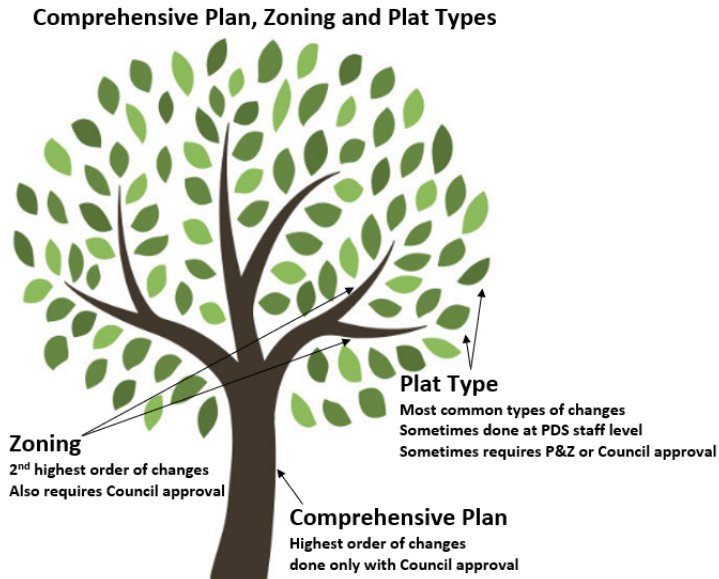 Comprehensive Plan, Zoning and Plat Types
Plat Type
Most common types of changes
Sometimes done at PDS staff level
Sometimes requires P&Z or Council approval
Zoning
2nd highest order of changes
Also requires Council approval
Comprehensive Plan
Highest order of changes
done only with Council approval